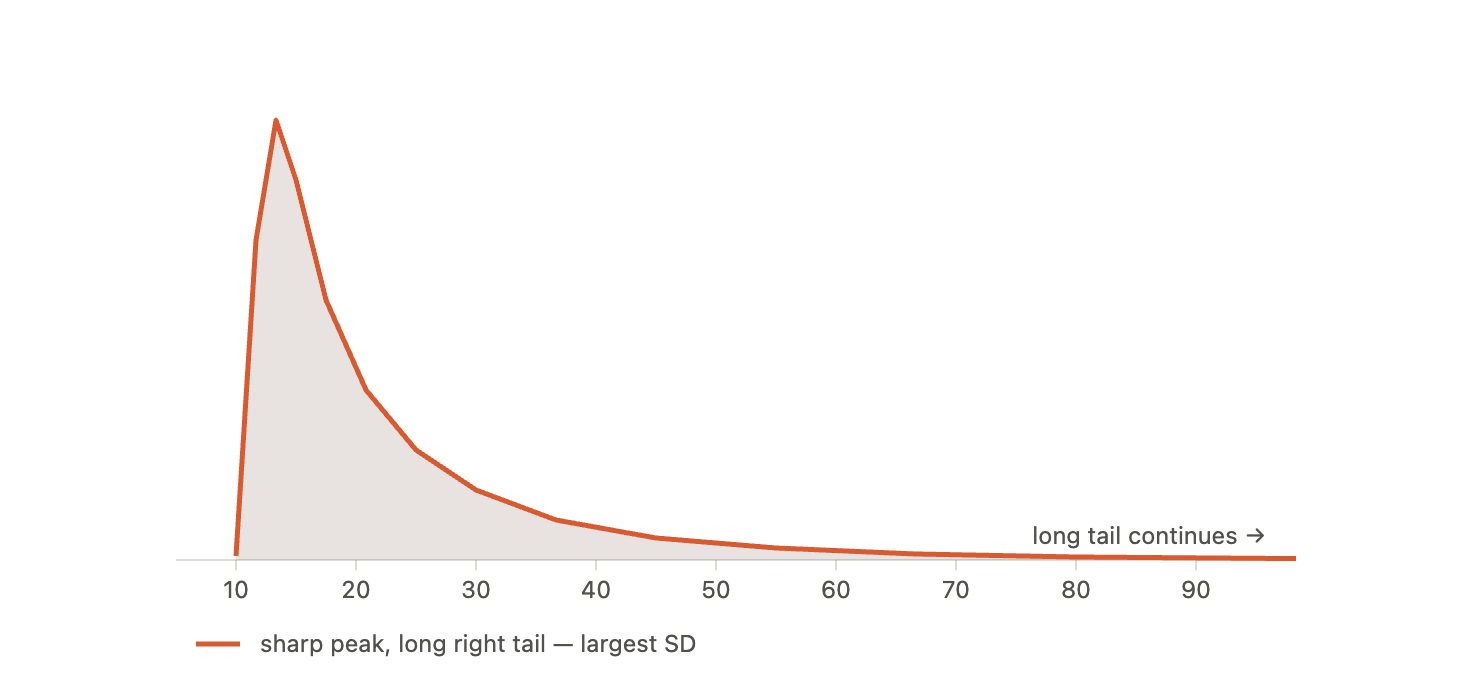 long tail continues →
10 20 30 40 50 60 70 80 90
sharp peak, long right tail — largest SD